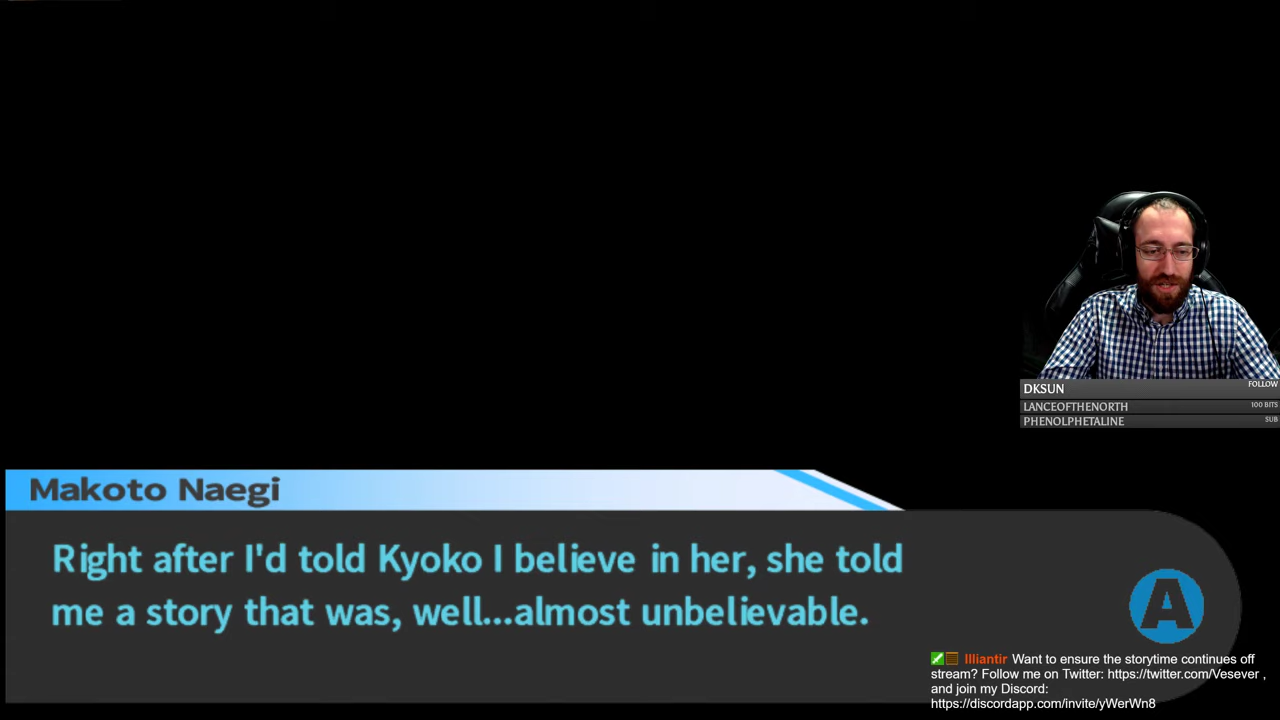 DKSUN
FOLLOW
LANCEOFTHENORTH
100 BITS
PHENOLPHETALINE
SUB
Makoto Naegi
Right after I'd told Kyoko I believe in her, she told
me a story that was, well...almost unbelievable.
A
Illiantir Want to ensure the storytime continues off
stream? Follow me on Twitter: https://twitter.com/Vesever ,
and join my Discord:
https://discordapp.com/invite/yWerWn8